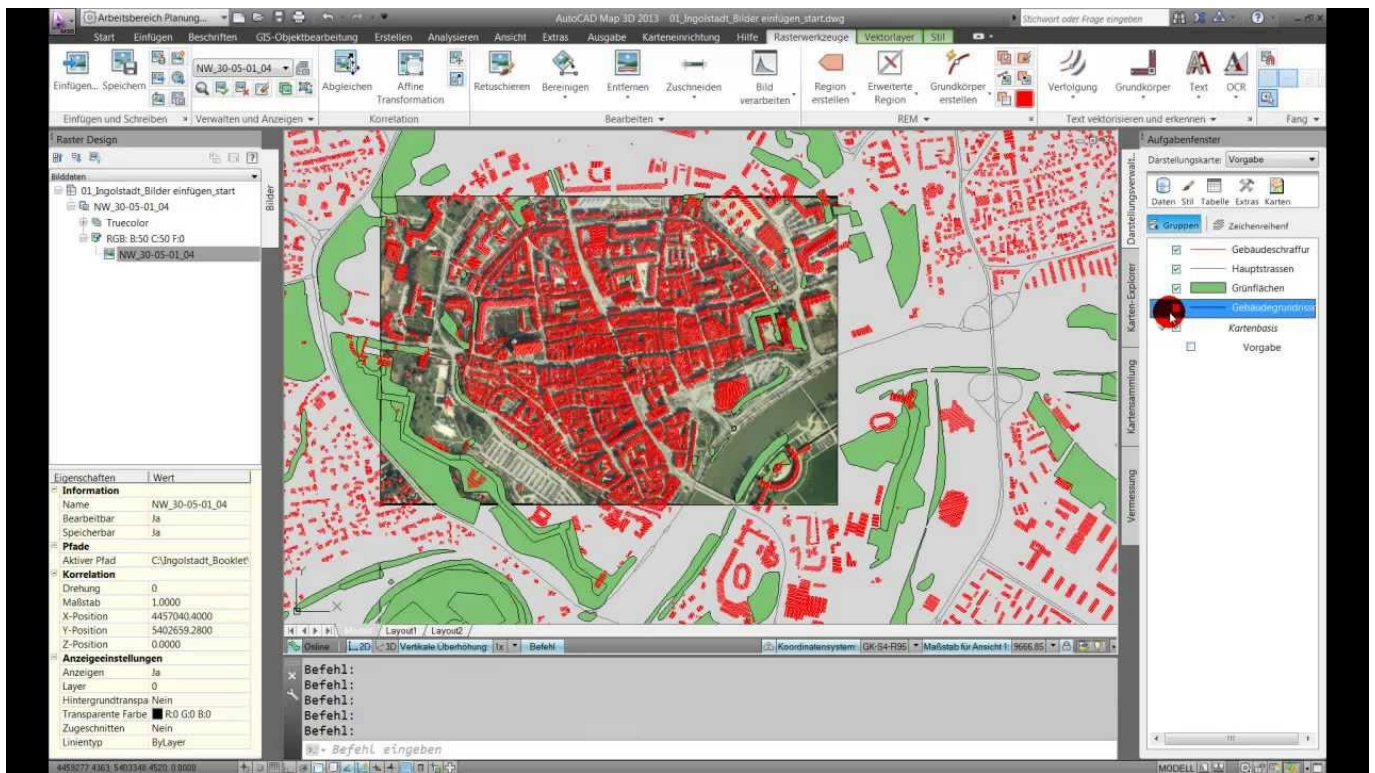 Arbeitsbereich Planung...
AutoCAD Map 3D 2013 01_Ingolstadt_Bilder einfügen_start.dwg
Stichwort oder Frage eingeben
Start Einfügen Beschriften GIS-Objektbearbeitung Erstellen Analysieren Ansicht Extras Ausgabe Karteneinrichtung Hilfe Rasterwerkzeuge Vektorlayer Stil
NW_30-05-01_04
Einfügen... Speichern Abgleichen Affine Transformation Retuschieren Bereinigen Entfernen Zuschneiden Bild verarbeiten Region erstellen Erweiterte Region Grundkörper erstellen Verfolgung Grundkörper Text OCR
Einfügen und Schreiben Verwalten und Anzeigen Korrelation Bearbeiten REM Text vektorisieren und erkennen Fang
Raster Design
Bilddaten
01_Ingolstadt_Bilder einfügen_start
NW_30-05-01_04
Truecolor
RGB: B:50 C:50 F:0
NW_30-05-01_04
Bilder
Eigenschaften Wert
Information
Name NW_30-05-01_04
Bearbeitbar Ja
Speicherbar Ja
Pfade
Aktiver Pfad C:\Ingolstadt_Booklet
Korrelation
Drehung 0
Maßstab 1.0000
X-Position 4457040.4000
Y-Position 5402659.2800
Z-Position 0.0000
Anzeigeeinstellungen
Anzeigen Ja
Layer 0
Hintergrundtranspa Nein
Transparente Farbe R:0 G:0 B:0
Zugeschnitten Nein
Linientyp ByLayer
Y
X
Layout1 Layout2
Online 2D 3D Vertikale Überhöhung: 1x Befehl Koordinatensystem: GK-S4-R95 Maßstab für Ansicht 1: 9666.85
Befehl:
Befehl:
Befehl:
Befehl:
Befehl:
Befehl eingeben
MODELL
Aufgabenfenster
Darstellungskarte: Vorgabe
Daten Stil Tabelle Extras Karten
Gruppen Zeichenreihenf
Gebäudeschraffur
Hauptstrassen
Grünflächen
Gebäudegrundrisse
Kartenbasis
Vorgabe
Darstellungsverwalt...
Karten-Explorer
Kartensammlung
Vermessung